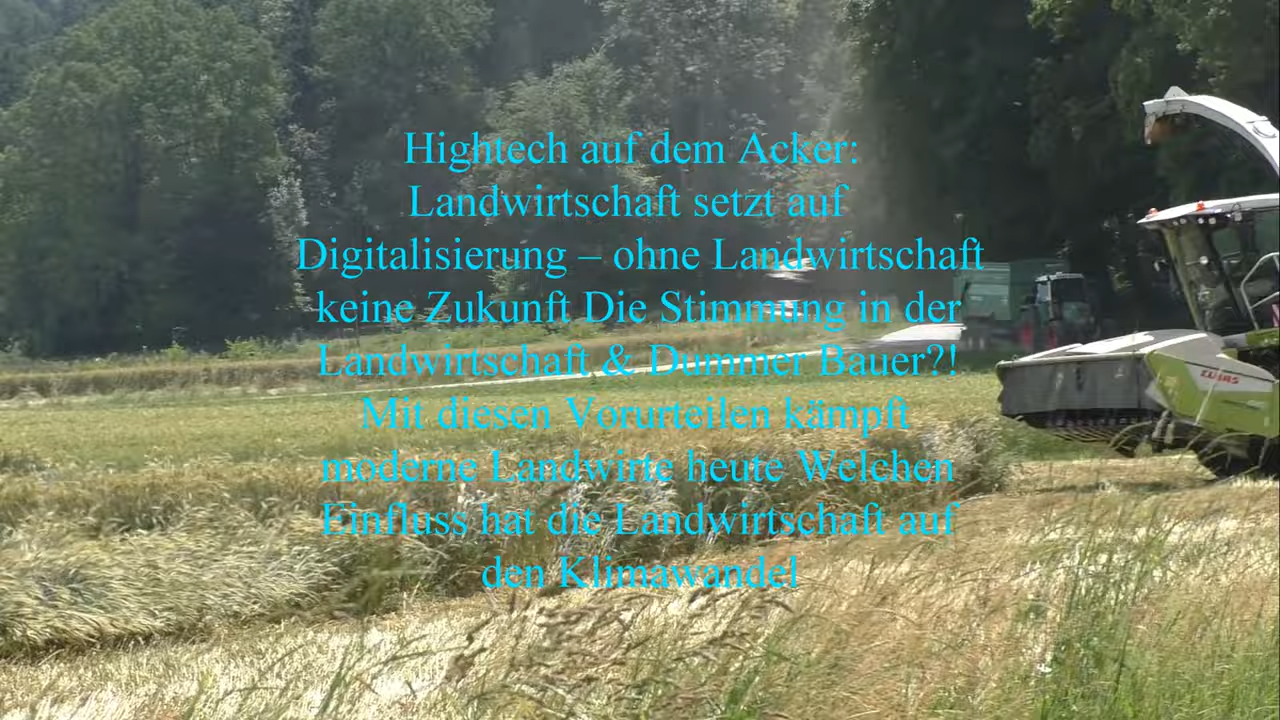 Hightech auf dem Acker:
Landwirtschaft setzt auf
Digitalisierung – ohne Landwirtschaft
keine Zukunft Die Stimmung in der
Landwirtschaft & Dummer Bauer?!
Mit diesen Vorurteilen kämpft
moderne Landwirte heute Welchen
Einfluss hat die Landwirtschaft auf
den Klimawandel
CLAAS